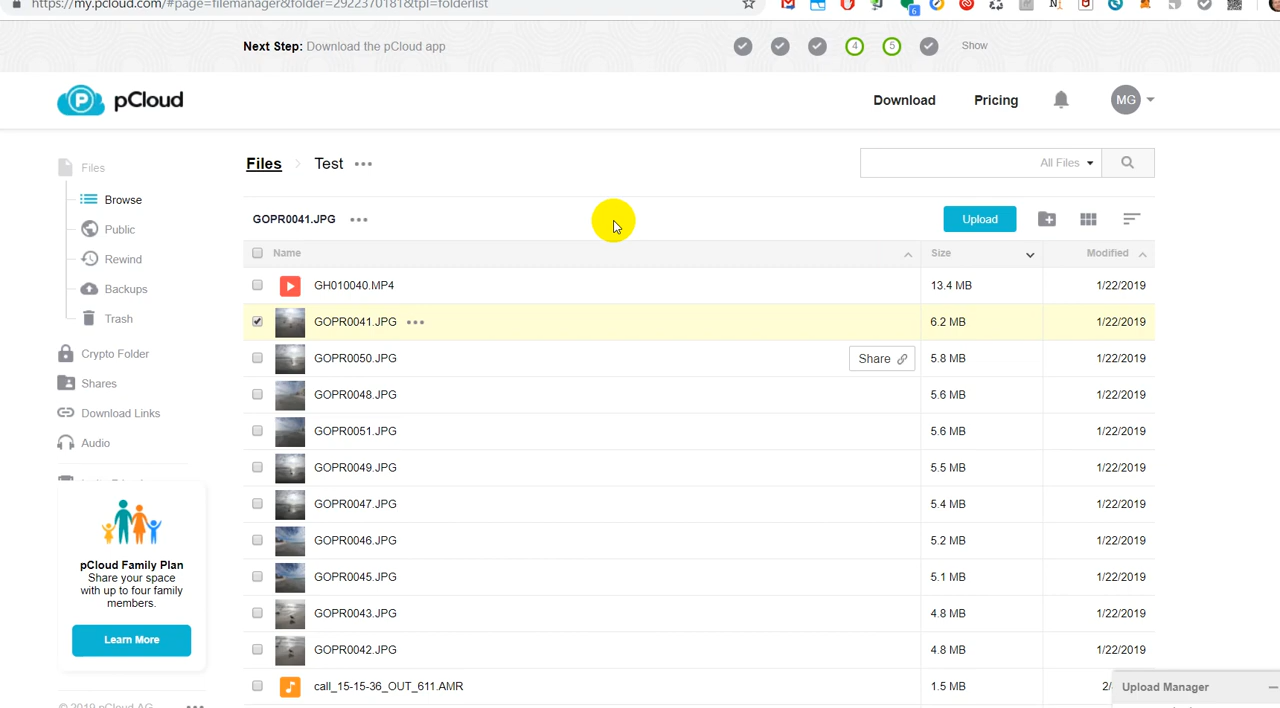 https://my.pcloud.com/#page=filemanager&folder=2922370181&tpl=folderlist
6
Next Step: Download the pCloud app
4 5 Show
P pCloud
Download Pricing MG
Files
Files Test
All Files
Browse
GOPR0041.JPG
Upload
Public
Name Size Modified
Rewind
GH010040.MP4 13.4 MB 1/22/2019
Backups
Trash
GOPR0041.JPG 6.2 MB 1/22/2019
Crypto Folder
GOPR0050.JPG Share 5.8 MB 1/22/2019
Shares
GOPR0048.JPG 5.6 MB 1/22/2019
Download Links
GOPR0051.JPG 5.6 MB 1/22/2019
Audio
GOPR0049.JPG 5.5 MB 1/22/2019
GOPR0047.JPG 5.4 MB 1/22/2019
GOPR0046.JPG 5.2 MB 1/22/2019
pCloud Family Plan
Share your space
with up to four family
members.
GOPR0045.JPG 5.1 MB 1/22/2019
GOPR0043.JPG 4.8 MB 1/22/2019
Learn More
GOPR0042.JPG 4.8 MB 1/22/2019
call_15-15-36_OUT_611.AMR 1.5 MB 2/
Upload Manager
© 2019 pCloud AG